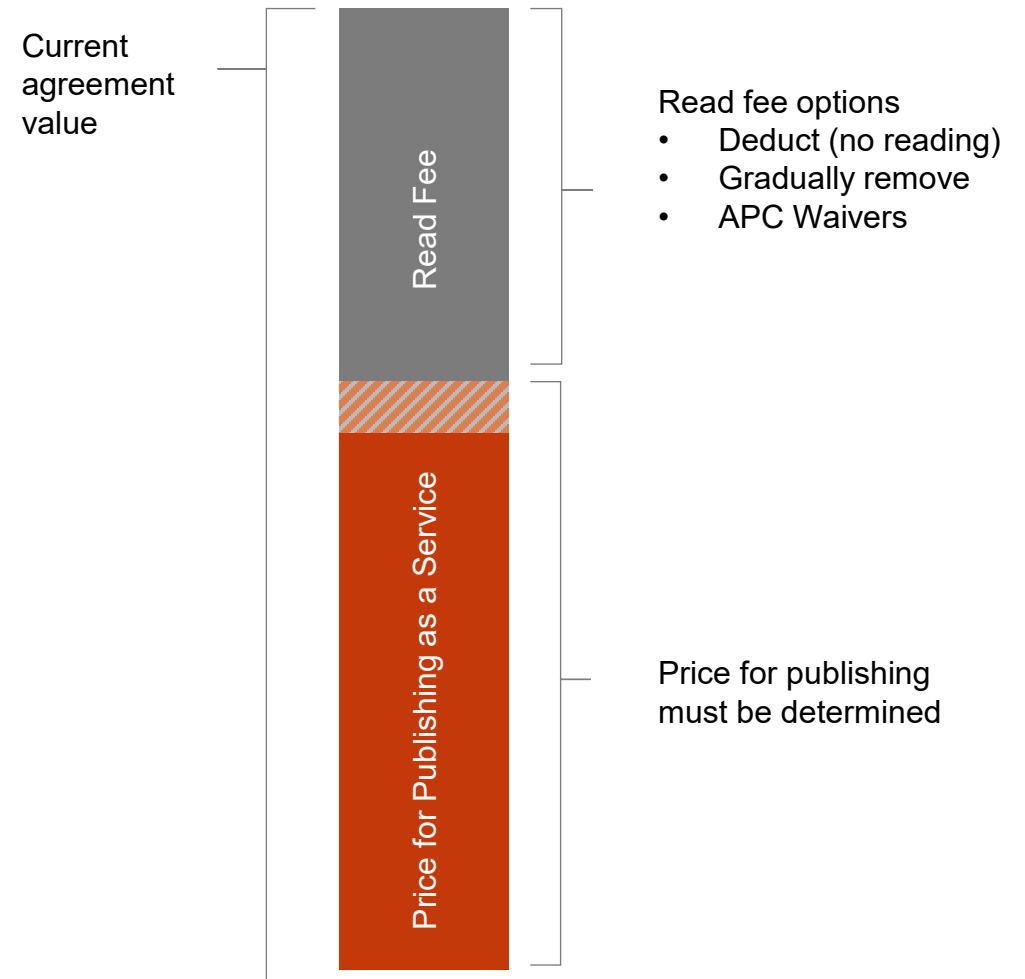 Current
agreement
value
Read Fee
Read fee options
• Deduct (no reading)
• Gradually remove
• APC Waivers
Price for Publishing as a Service
Price for publishing
must be determined